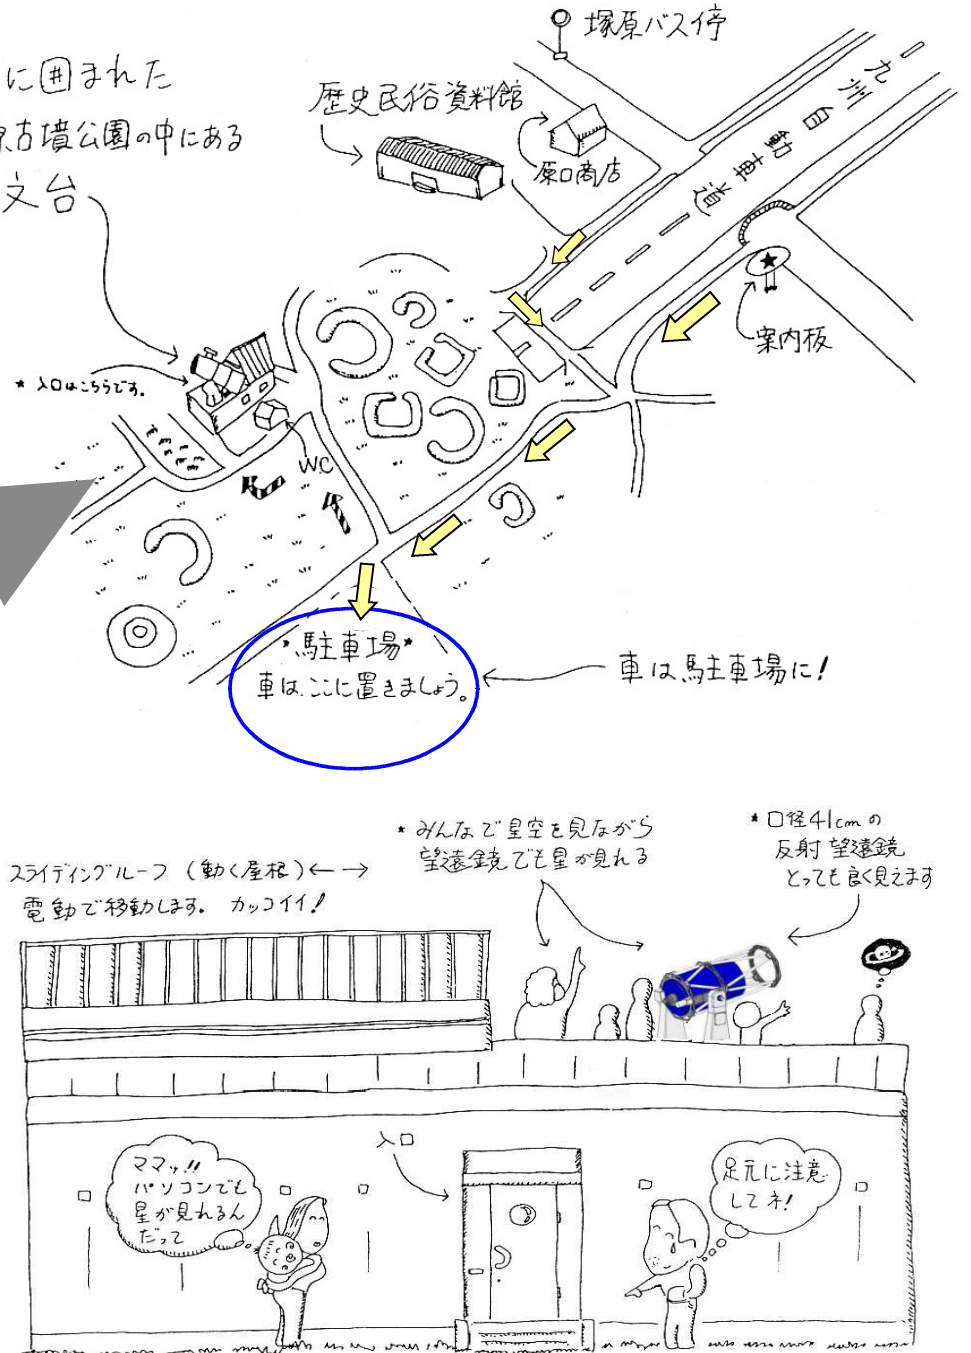 塚原バス停
に囲まれた
古墳公園の中にある
文台
歴史民俗資料館
原口商店
九州自動車道
案内板
* 入口はこちらです。
W.C
*駐車場*
車は、ここに置きましょう。
車は駐車場に!
* みんなで星空を見ながら
望遠鏡でも星が見れる
* 口径41cmの
反射望遠鏡
とっても良く見えます
スライディングルーフ (動く屋根)←→
電動で移動します。 カッコイイ!
入口
ママッ!!
パソコンでも
星が見れるん
だって
足元に注意
してネ!